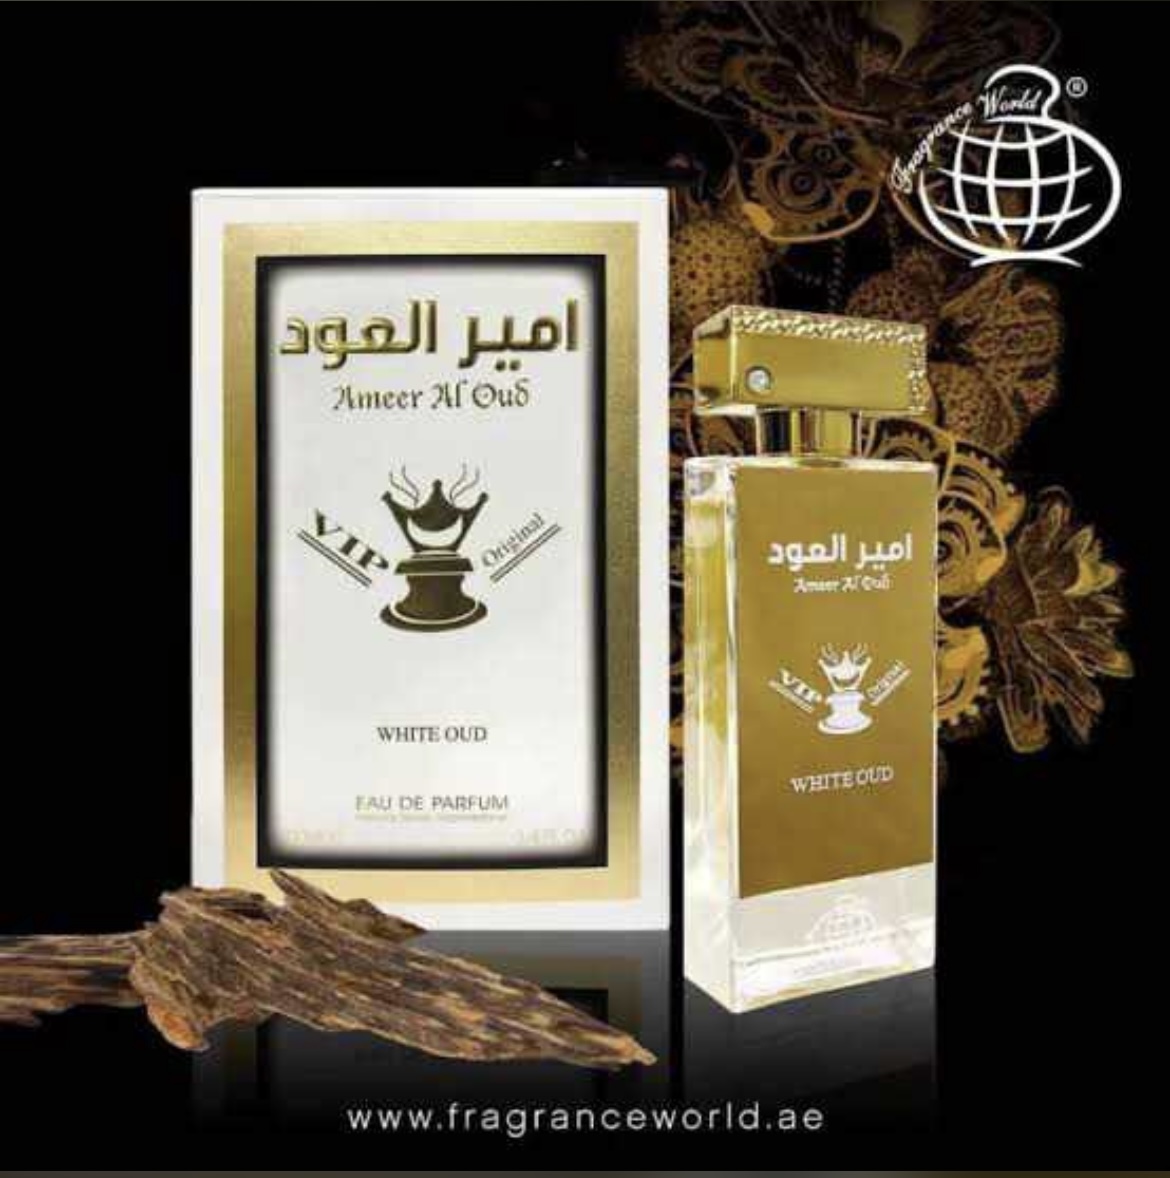 Fragrance World ®
امير العود
Ameer Al Oud
VIP
Original
WHITE OUD
EAU DE PARFUM
امير العود
Ameer Al Oud
VIP
Original
WHITE OUD
www.fragranceworld.ae